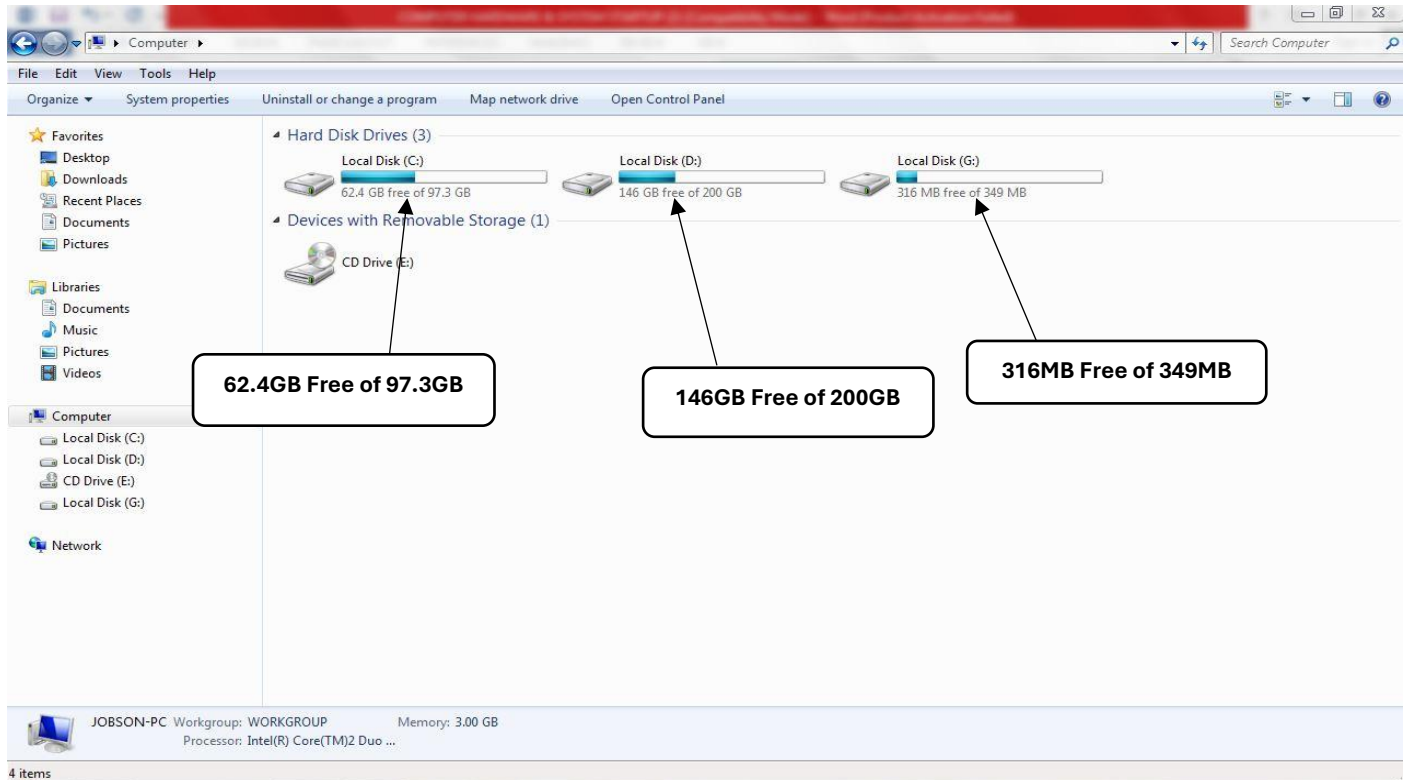 Computer
Search Computer
File Edit View Tools Help
Organize System properties Uninstall or change a program Map network drive Open Control Panel
Favorites
Desktop
Downloads
Recent Places
Documents
Pictures
Libraries
Documents
Music
Pictures
Videos
Computer
Local Disk (C:)
Local Disk (D:)
CD Drive (E:)
Local Disk (G:)
Network
Hard Disk Drives (3)
Local Disk (C:)
62.4 GB free of 97.3 GB
Local Disk (D:)
146 GB free of 200 GB
Local Disk (G:)
316 MB free of 349 MB
Devices with Removable Storage (1)
CD Drive (E:)
62.4GB Free of 97.3GB
146GB Free of 200GB
316MB Free of 349MB
JOBSON-PC Workgroup: WORKGROUP Memory: 3.00 GB
Processor: Intel(R) Core(TM)2 Duo ...
4 items